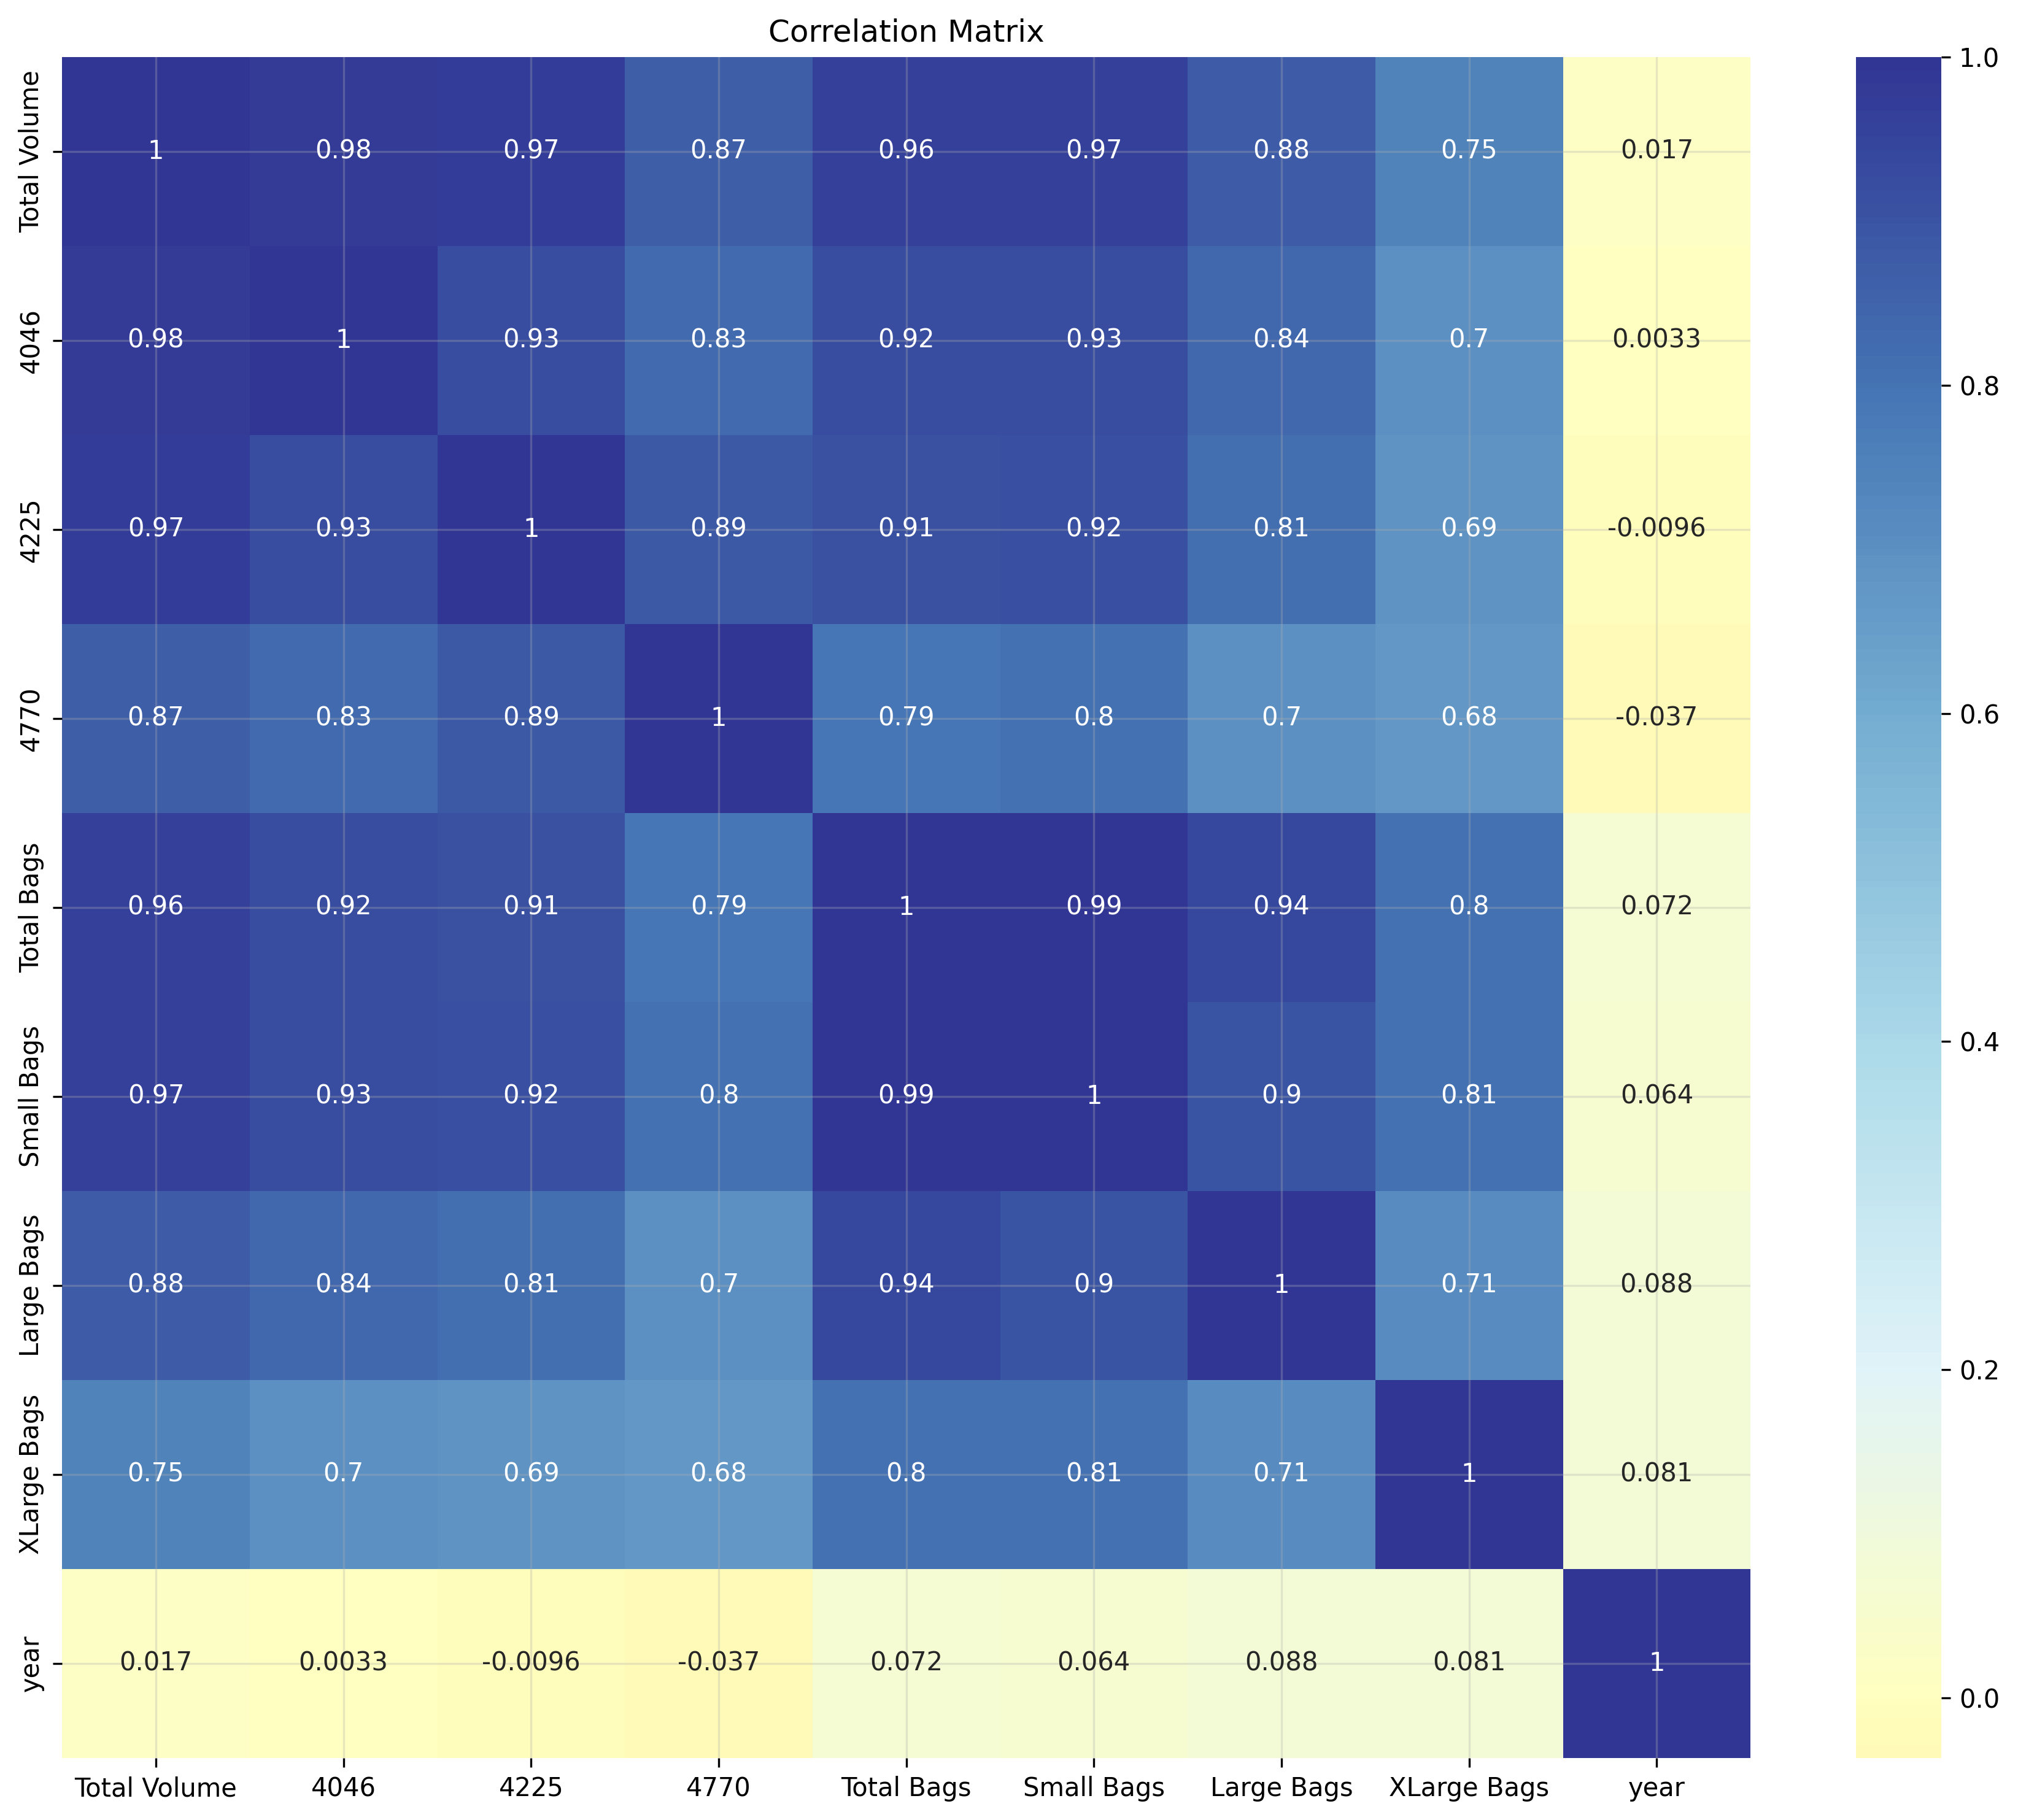 Correlation Matrix
Total Volume 1 0.98 0.97 0.87 0.96 0.97 0.88 0.75 0.017
4046 0.98 1 0.93 0.83 0.92 0.93 0.84 0.7 0.0033
4225 0.97 0.93 1 0.89 0.91 0.92 0.81 0.69 -0.0096
4770 0.87 0.83 0.89 1 0.79 0.8 0.7 0.68 -0.037
Total Bags 0.96 0.92 0.91 0.79 1 0.99 0.94 0.8 0.072
Small Bags 0.97 0.93 0.92 0.8 0.99 1 0.9 0.81 0.064
Large Bags 0.88 0.84 0.81 0.7 0.94 0.9 1 0.71 0.088
XLarge Bags 0.75 0.7 0.69 0.68 0.8 0.81 0.71 1 0.081
year 0.017 0.0033 -0.0096 -0.037 0.072 0.064 0.088 0.081 1
Total Volume 4046 4225 4770 Total Bags Small Bags Large Bags XLarge Bags year
1.0
0.8
0.6
0.4
0.2
0.0